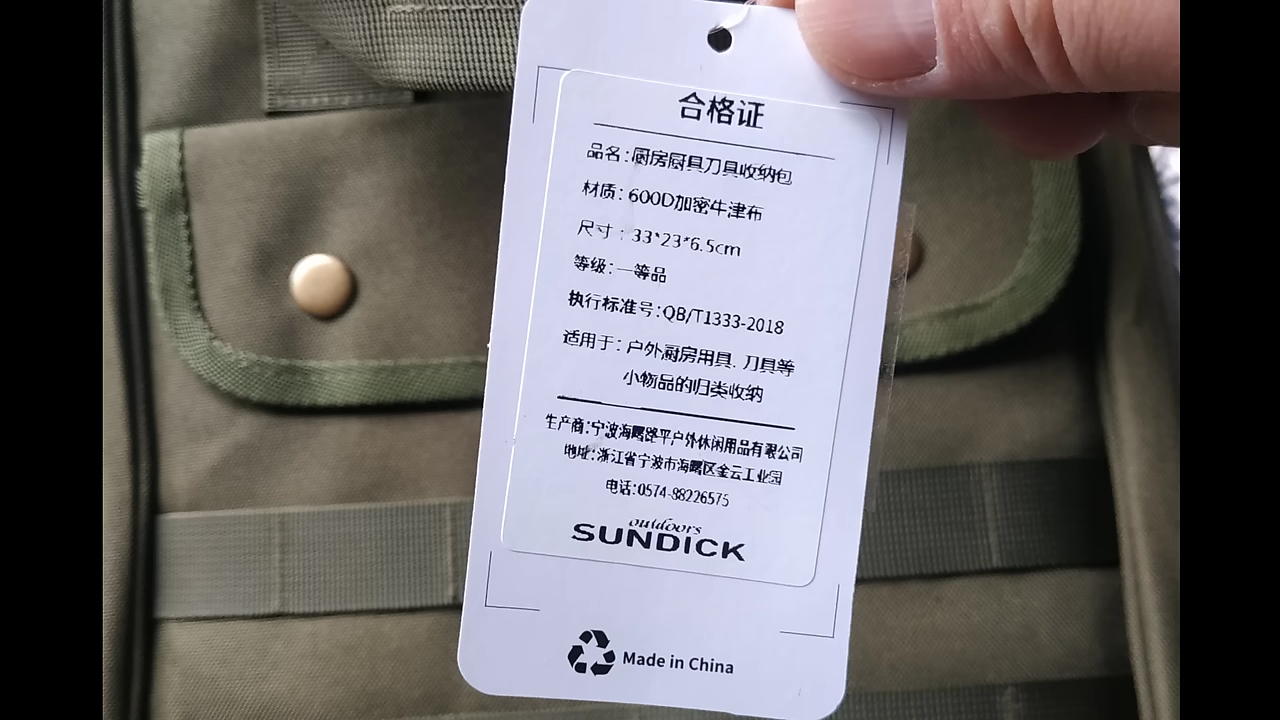 合格证
品名:厨房厨具刀具收纳包
材质:600D加密牛津布
尺寸:33*23*6.5cm
等级:一等品
执行标准号:QB/T1333-2018
适用于:户外厨房用具.刀具等
小物品的归类收纳
生产商:宁波海曙路平户外休闲用品有限公司
地址:浙江省宁波市海曙区金云工业园
电话:0574-88226575
outdoors
SUNDICK
Made in China